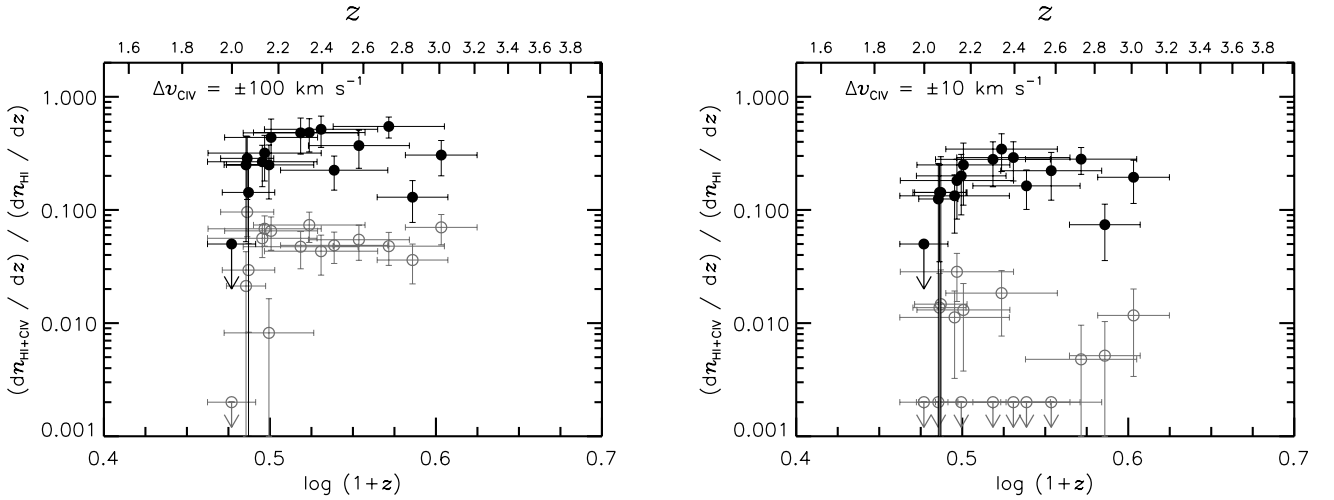 z
1.6 1.8 2.0 2.2 2.4 2.6 2.8 3.0 3.2 3.4 3.6 3.8
Δv_CIV = ±100 km s⁻¹
1.000
0.100
0.010
0.001
(dn_HI+CIV / dz) / (dn_HI / dz)
0.4 0.5 0.6 0.7
log (1+z)
z
1.6 1.8 2.0 2.2 2.4 2.6 2.8 3.0 3.2 3.4 3.6 3.8
Δv_CIV = ±10 km s⁻¹
1.000
0.100
0.010
0.001
(dn_HI+CIV / dz) / (dn_HI / dz)
0.4 0.5 0.6 0.7
log (1+z)